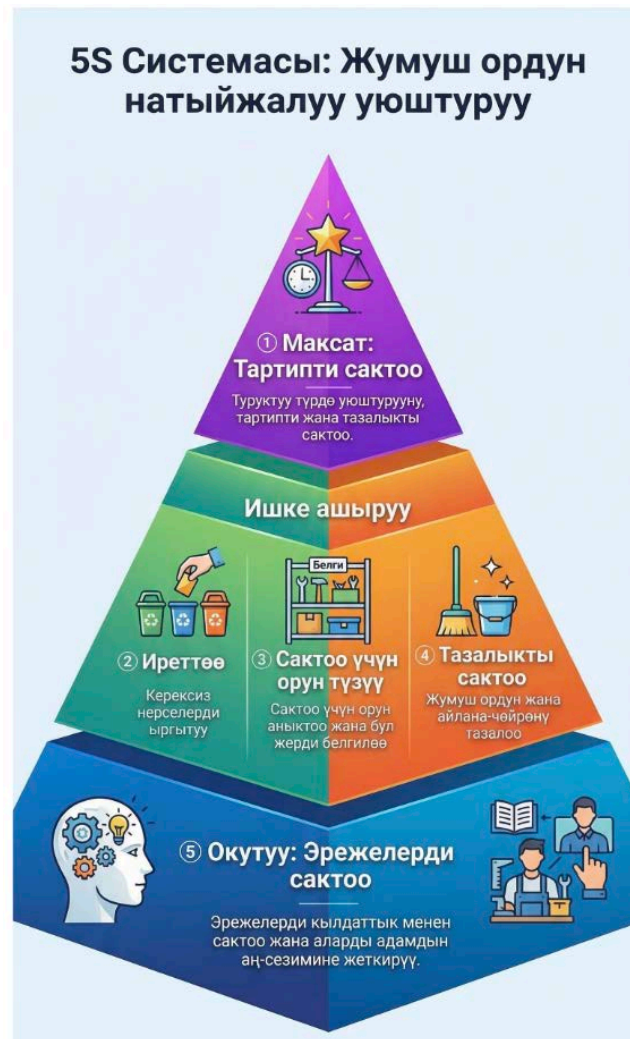 5S Системасы: Жумуш ордун
натыйжалуу уюштуруу
① Максат:
Тартипти сактоо
Туруктуу түрдө уюштурууну,
тартипти жана тазалыкты
сактоо.
Ишке ашыруу
② Иреттөө
Керексиз
нерселерди
ыргытуу
Белги
③ Сактоо үчүн
орун түзүү
Сактоо үчүн орун
аныктоо жана бул
жерди белгилөө
④ Тазалыкты
сактоо
Жумуш ордун жана
айлана-чөйрөнү
тазалоо
⑤ Окутуу: Эрежелерди
сактоо
Эрежелерди кылдаттык менен
сактоо жана аларды адамдын
аң-сезимине жеткирүү.